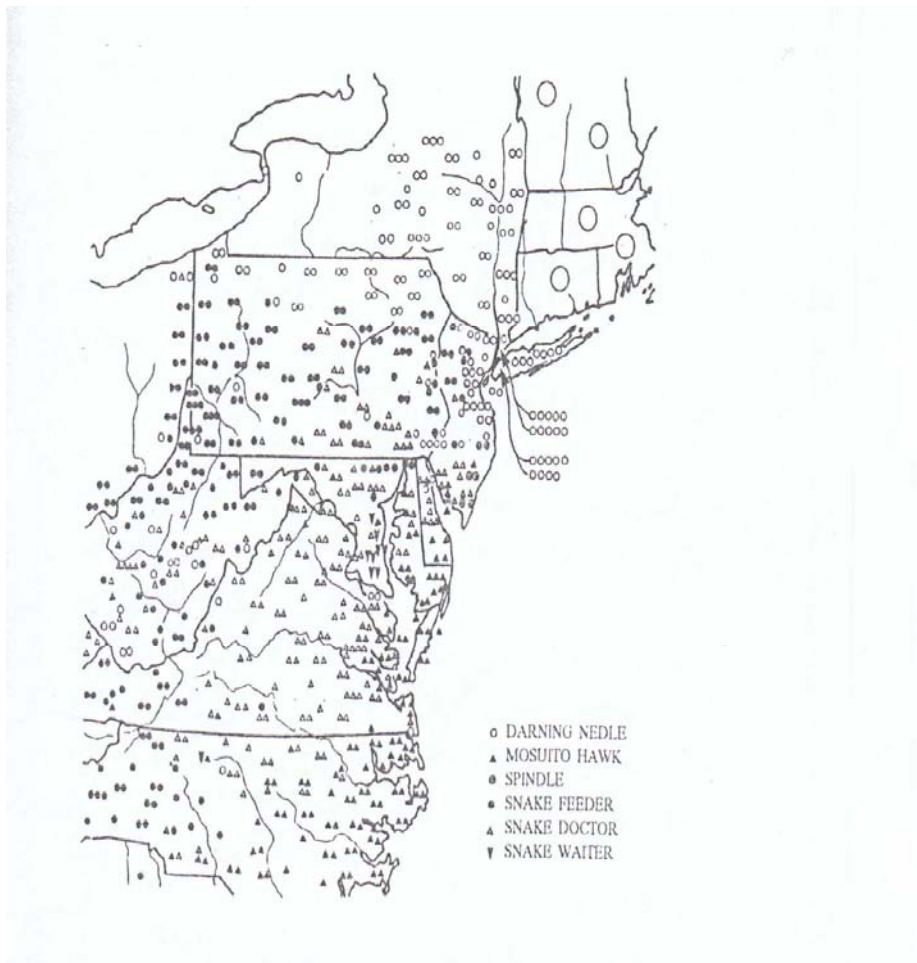 DARNING NEDLE
MOSUITO HAWK
SPINDLE
SNAKE FEEDER
SNAKE DOCTOR
SNAKE WAITER